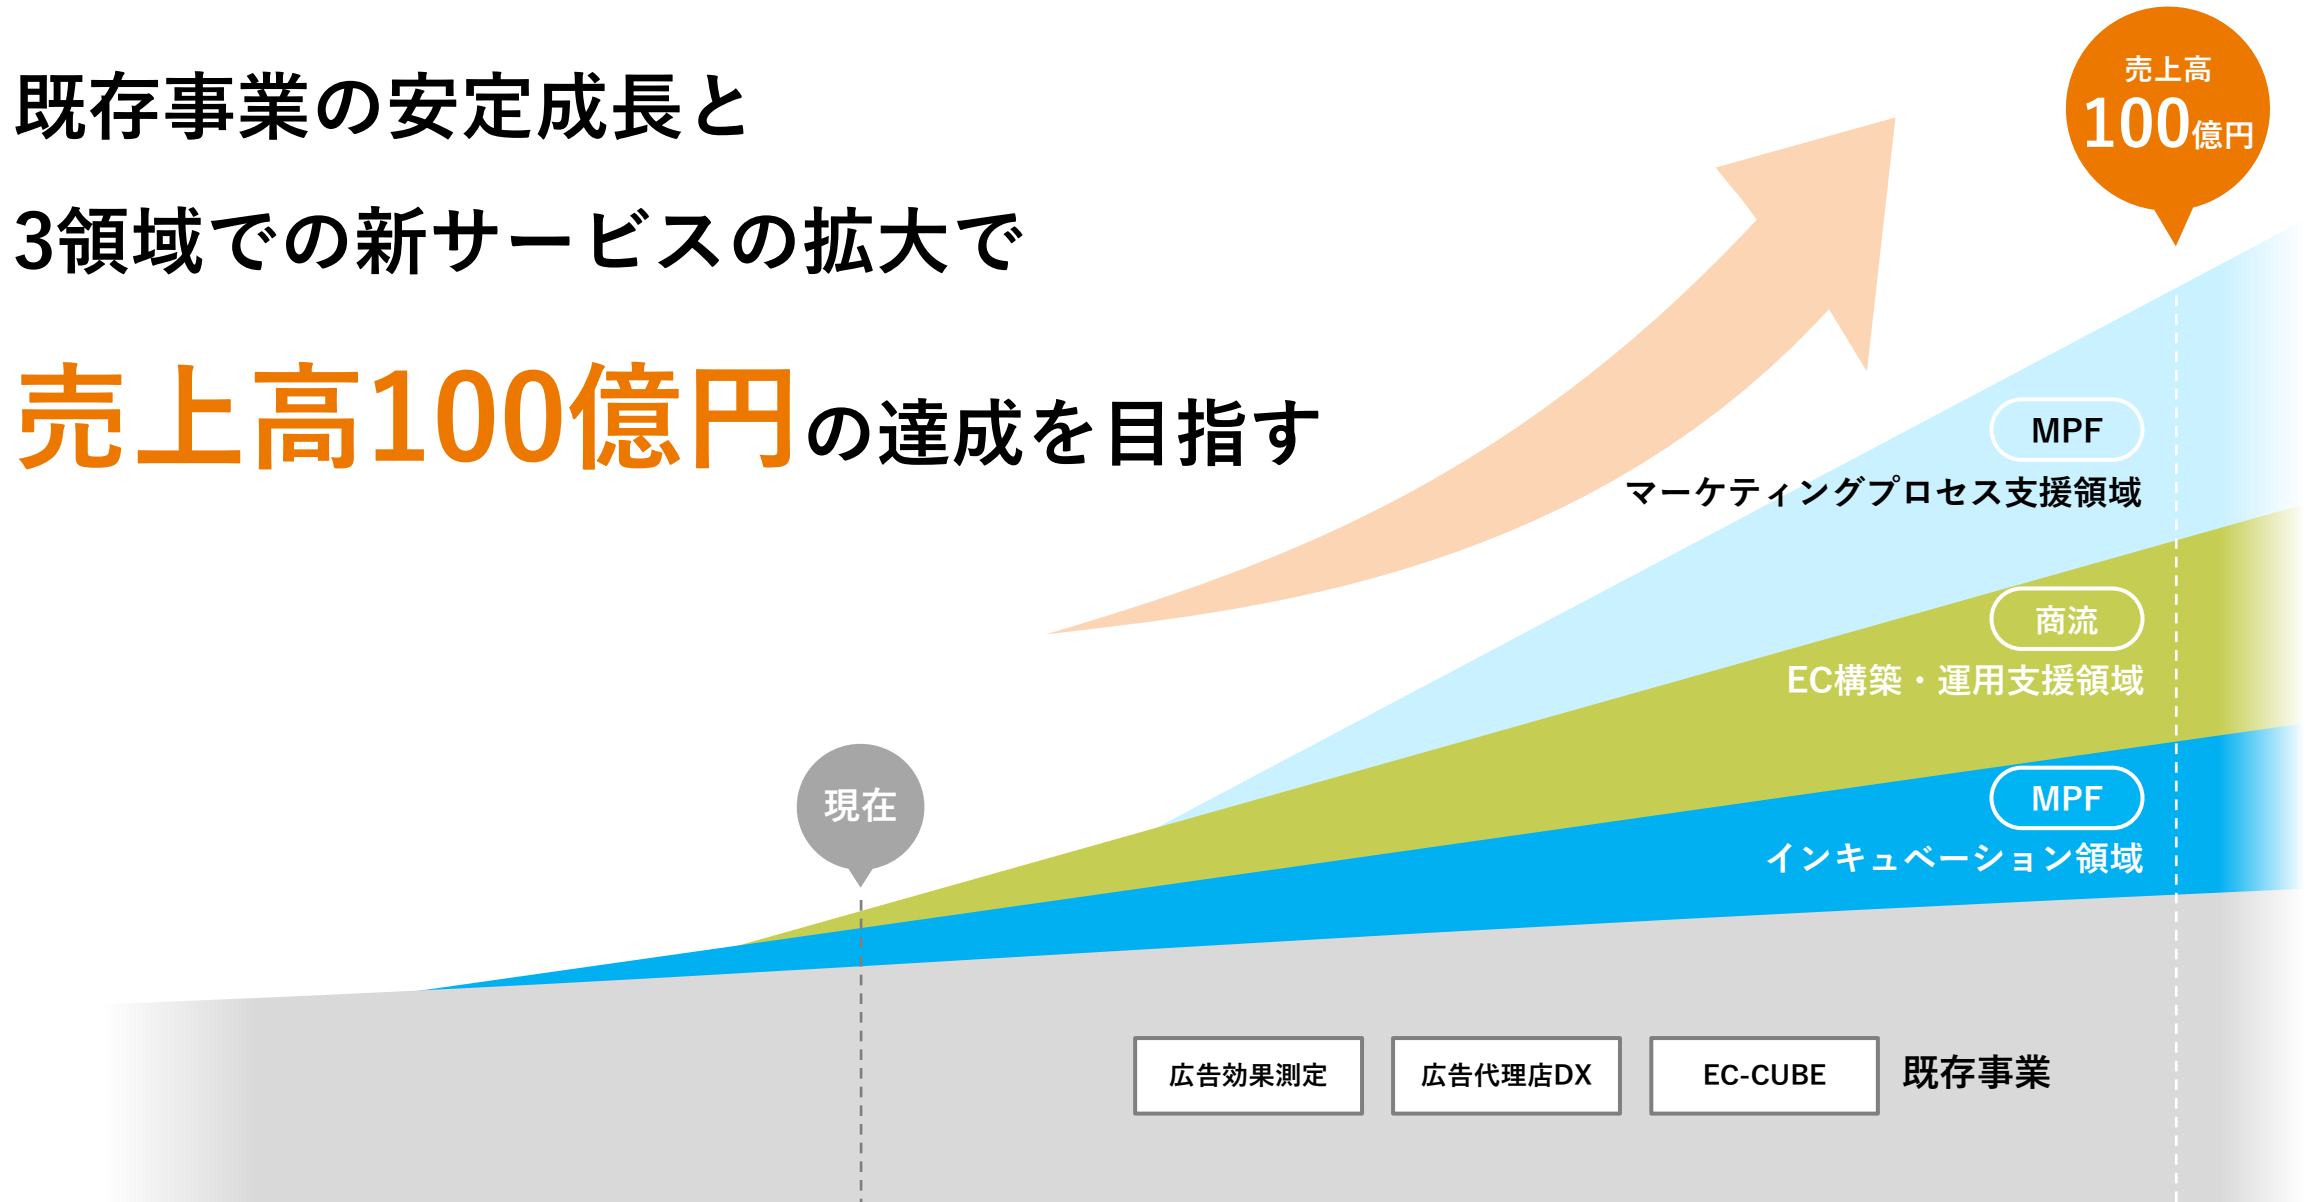 既存事業の安定成長と
3領域での新サービスの拡大で
売上高100億円の達成を目指す
売上高
100億円
MPF
マーケティングプロセス支援領域
商流
EC構築・運用支援領域
現在
MPF
インキュベーション領域
広告効果測定
広告代理店DX
EC-CUBE
既存事業